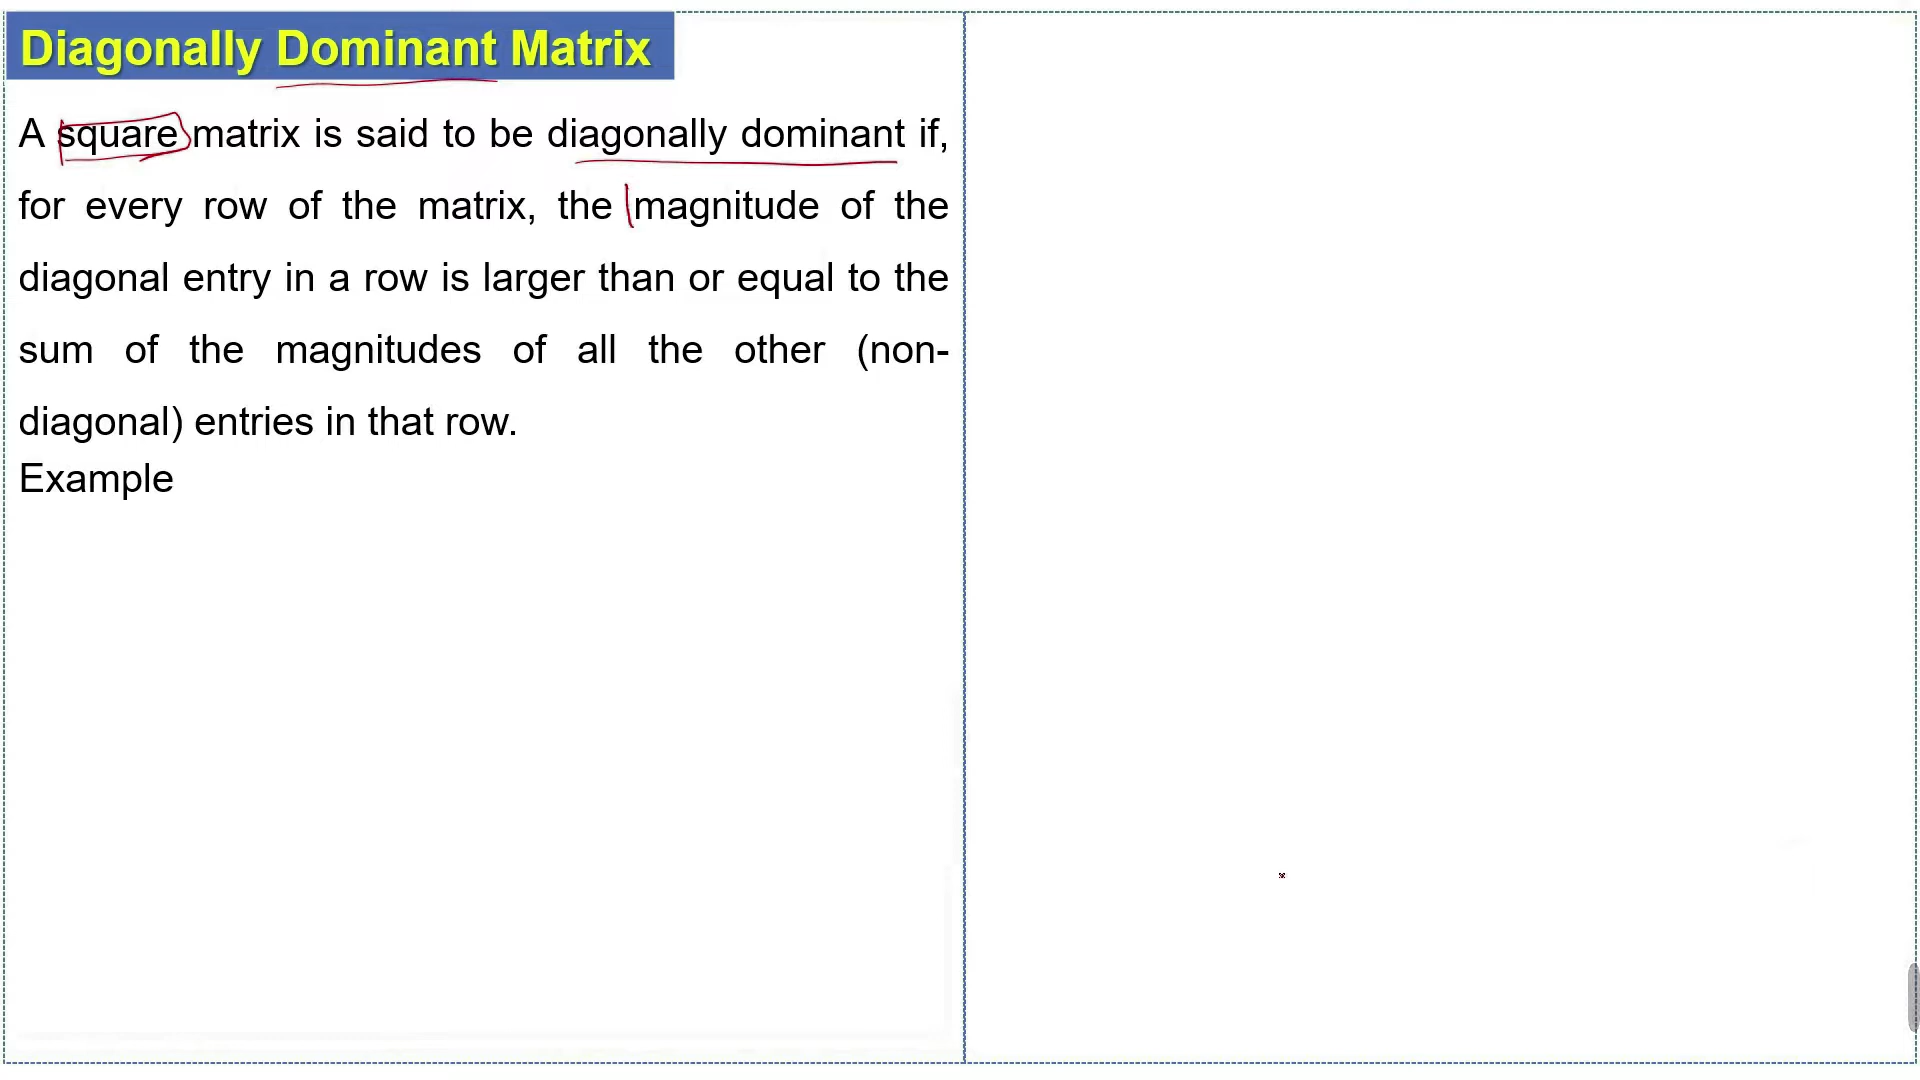 Diagonally Dominant Matrix
A square matrix is said to be diagonally dominant if,
for every row of the matrix, the magnitude of the
diagonal entry in a row is larger than or equal to the
sum of the magnitudes of all the other (non-
diagonal) entries in that row.
Example